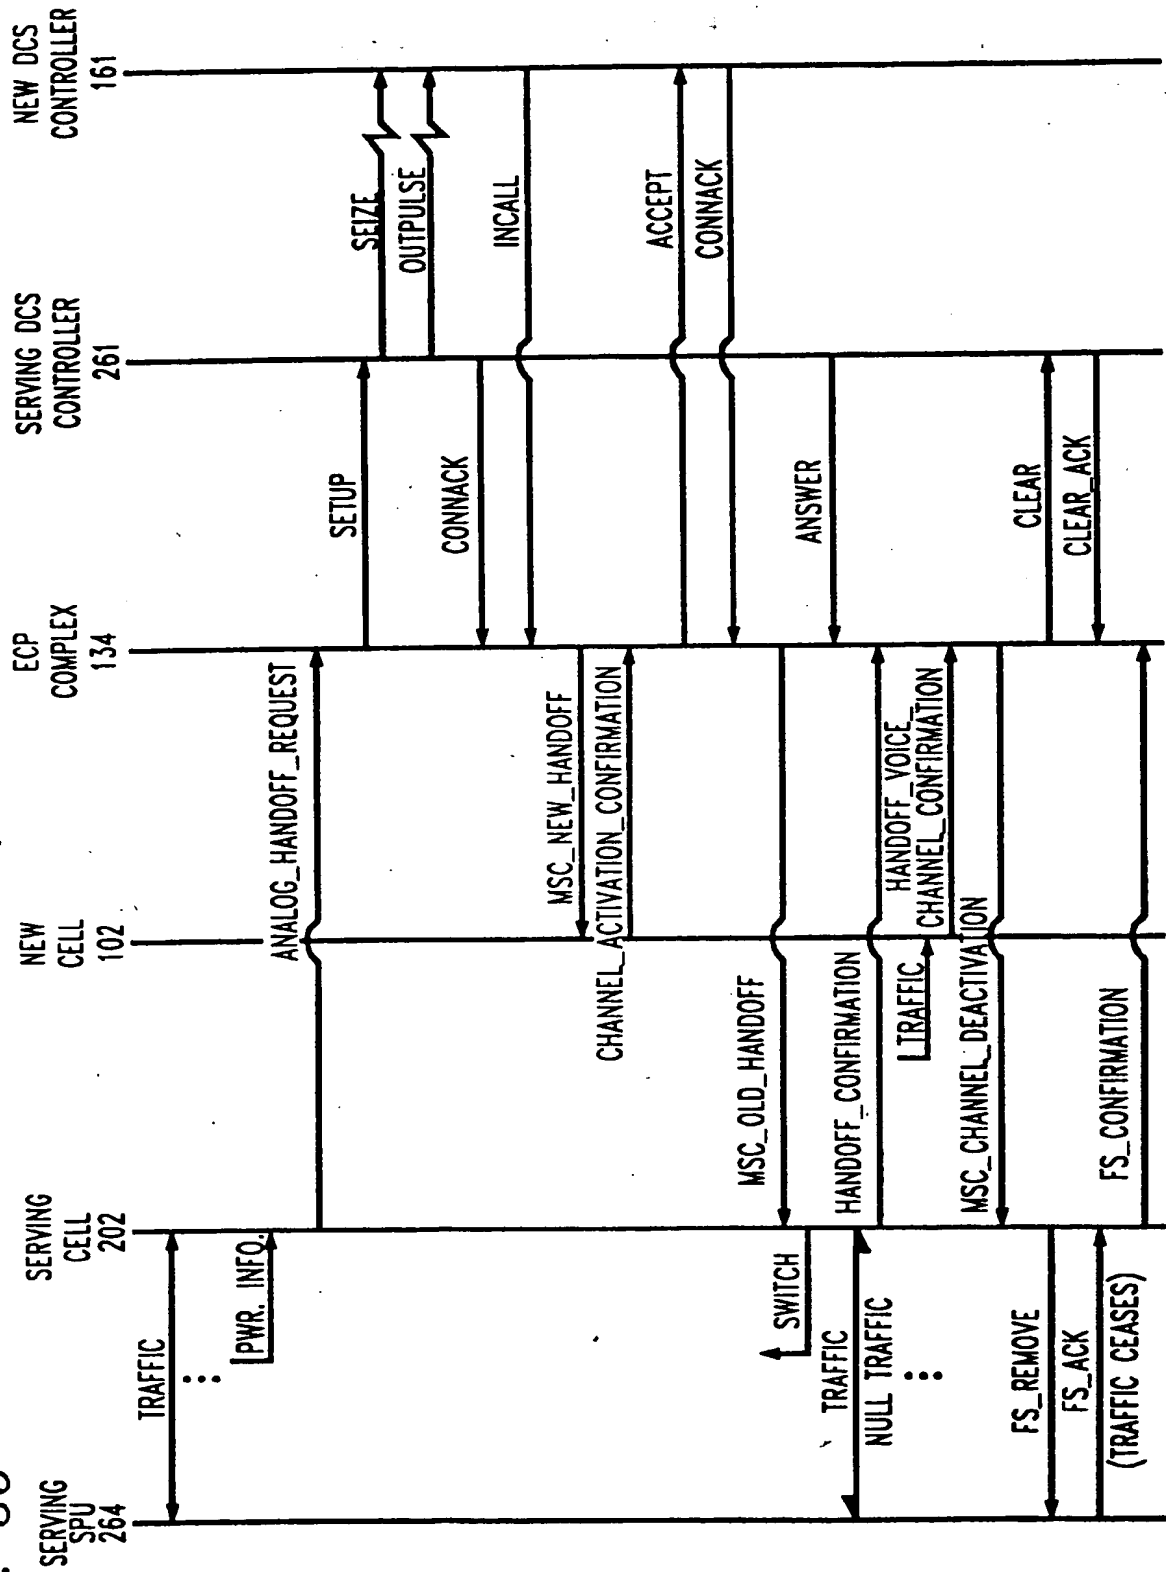 SERVING
SPU
264
SERVING
CELL
202
NEW
CELL
102
ECP
COMPLEX
134
SERVING DCS
CONTROLLER
261
NEW DCS
CONTROLLER
161
TRAFFIC
PWR. INFO.
ANALOG_HANDOFF_REQUEST
SETUP
SEIZE
OUTPULSE
CONNACK
INCALL
MSC_NEW_HANDOFF
CHANNEL_ACTIVATION_CONFIRMATION
ACCEPT
CONNACK
MSC_OLD_HANDOFF
SWITCH
ANSWER
TRAFFIC
NULL TRAFFIC
HANDOFF_CONFIRMATION
TRAFFIC
HANDOFF_VOICE_
CHANNEL_CONFIRMATION
MSC_CHANNEL_DEACTIVATION
CLEAR
FS_REMOVE
CLEAR_ACK
FS_ACK
(TRAFFIC CEASES)
FS_CONFIRMATION